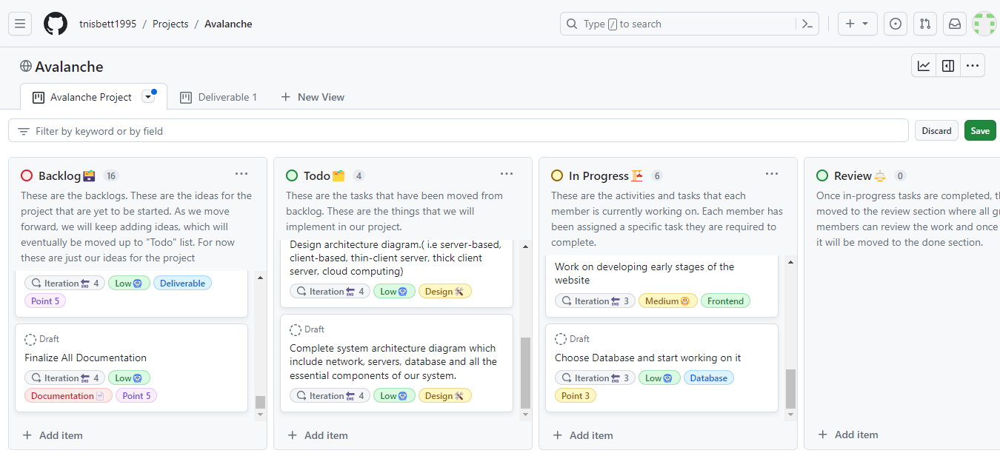 tnisbett1995 / Projects / Avalanche
Type / to search
Avalanche
Avalanche Project
Deliverable 1
New View
Filter by keyword or by field
Discard
Save
Backlog 16
These are the backlogs. These are the ideas for the
project that are yet to be started. As we move
forward, we will keep adding ideas, which will
eventually be moved up to "Todo" list. For now
these are just our ideas for the project
Iteration END 4 Low Deliverable
Point 5
Draft
Finalize All Documentation
Iteration END 4 Low
Documentation Point 5
Add item
Todo 4
These are the tasks that have been moved from
backlog. These are the things that we will
implement in our project.
Design architecture diagram.( i.e server-based,
client-based, thin-client server, thick client
server, cloud computing)
Iteration END 4 Low Design
Draft
Complete system architecture diagram which
include network, servers, database and all the
essential components of our system.
Iteration END 4 Low Design
Add item
In Progress 6
These are the activities and tasks that each
member is currently working on. Each member has
been assigned a specific task they are required to
complete.
Work on developing early stages of the
website
Iteration END 3 Medium Frontend
Draft
Choose Database and start working on it
Iteration END 3 Low Database
Point 3
Add item
Review 0
Once in-progress tasks are completed, th
moved to the review section where all gr
members can review the work and once
it will be moved to the done section.
Add item